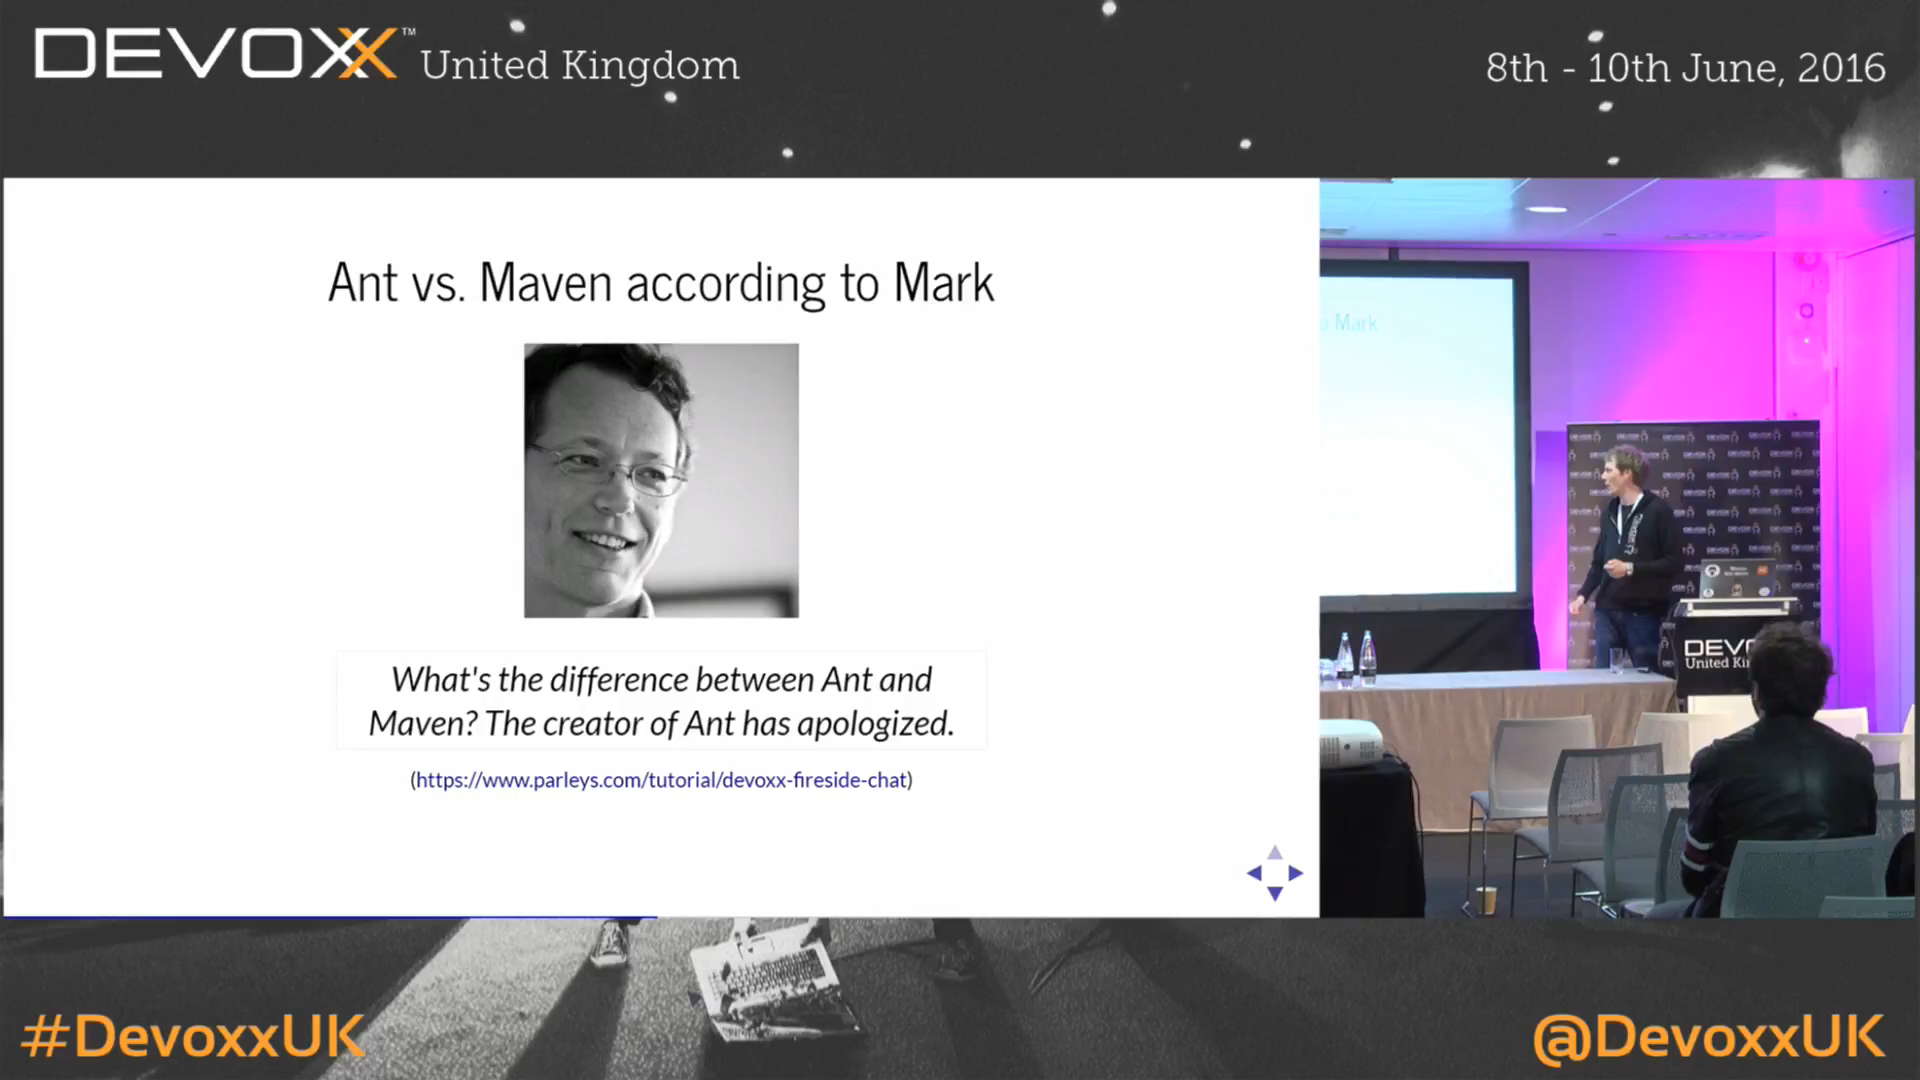 DEVOXX™ United Kingdom
8th - 10th June, 2016
Ant vs. Maven according to Mark
What's the difference between Ant and
Maven? The creator of Ant has apologized.
(https://www.parleys.com/tutorial/devoxx-fireside-chat)
o Mark
DEVO
United Ki
#DevoxxUK
@DevoxxUK